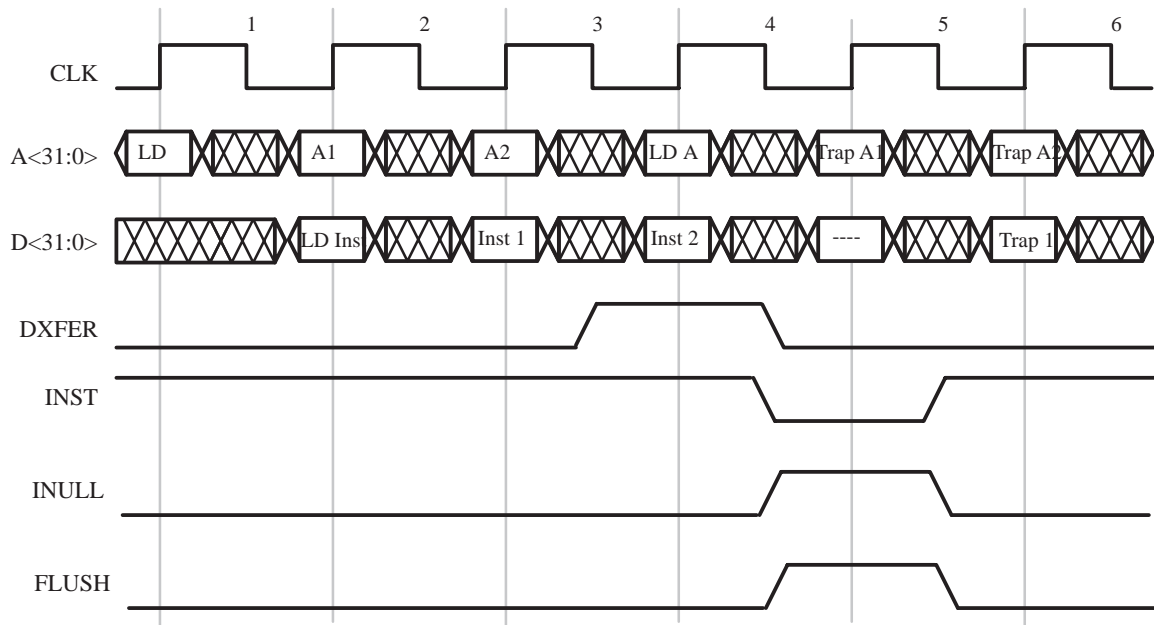 1 2 3 4 5 6
CLK
A<31:0> LD A1 A2 LD A Trap A1 Trap A2
D<31:0> LD Inst Inst 1 Inst 2 ---- Trap 1
DXFER
INST
INULL
FLUSH